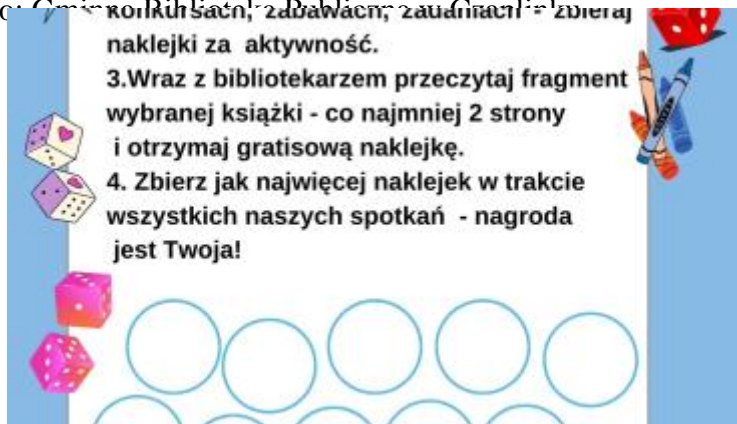 konkursach, zabawach, zadaniach - zbieraj
naklejki za aktywność.
3.Wraz z bibliotekarzem przeczytaj fragment
wybranej książki - co najmniej 2 strony
i otrzymaj gratisową naklejkę.
4. Zbierz jak najwięcej naklejek w trakcie
wszystkich naszych spotkań - nagroda
jest Twoja!